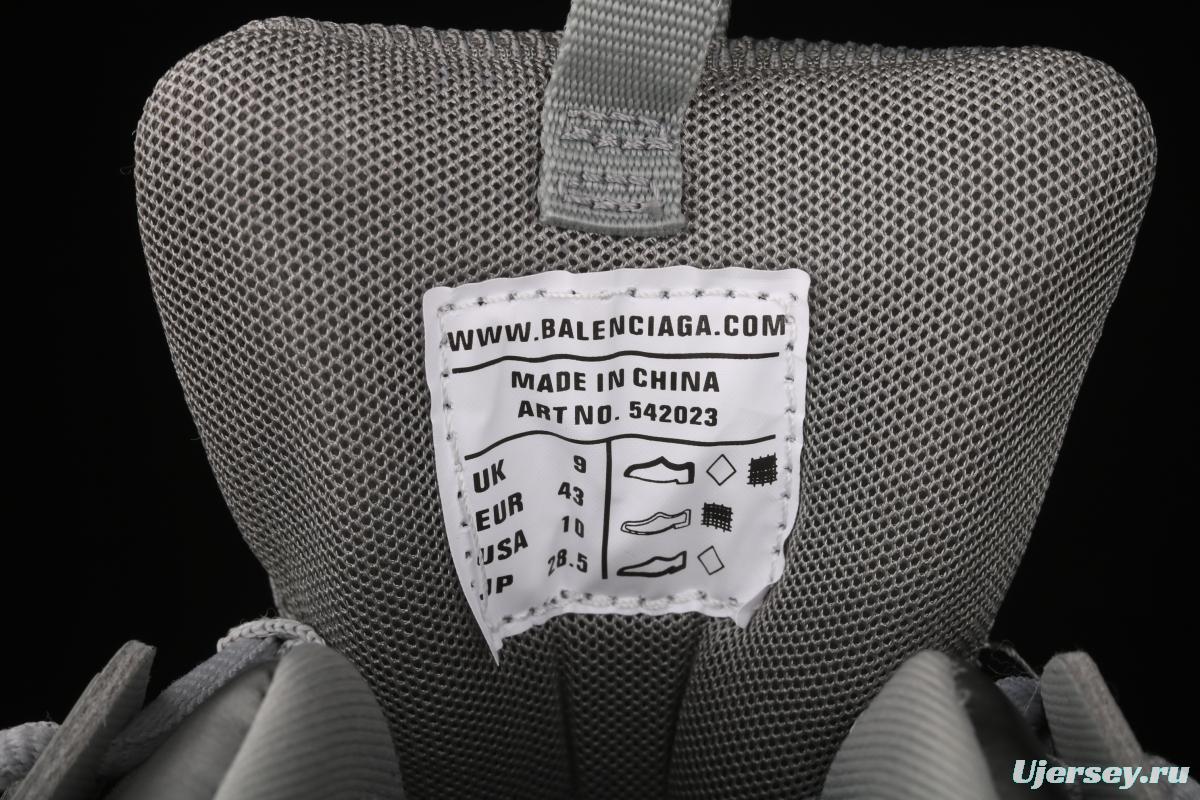 WWW.BALENCIAGA.COM
MADE IN CHINA
ART NO. 542023
UK 9
EUR 43
USA 10
JP 28.5
Ujersey.ru